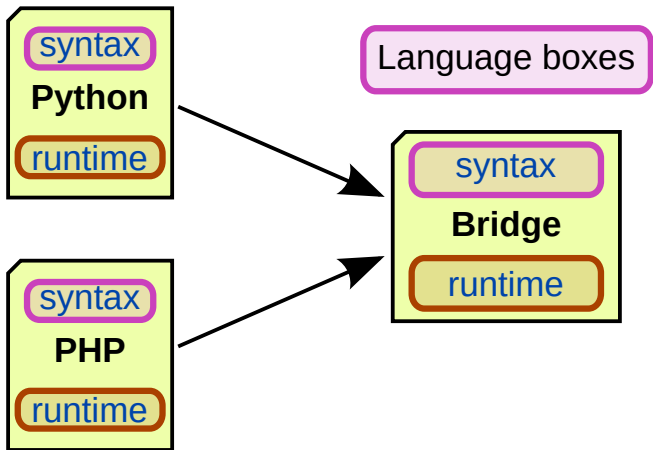 syntax
Python
runtime
Language boxes
syntax
Bridge
runtime
syntax
PHP
runtime